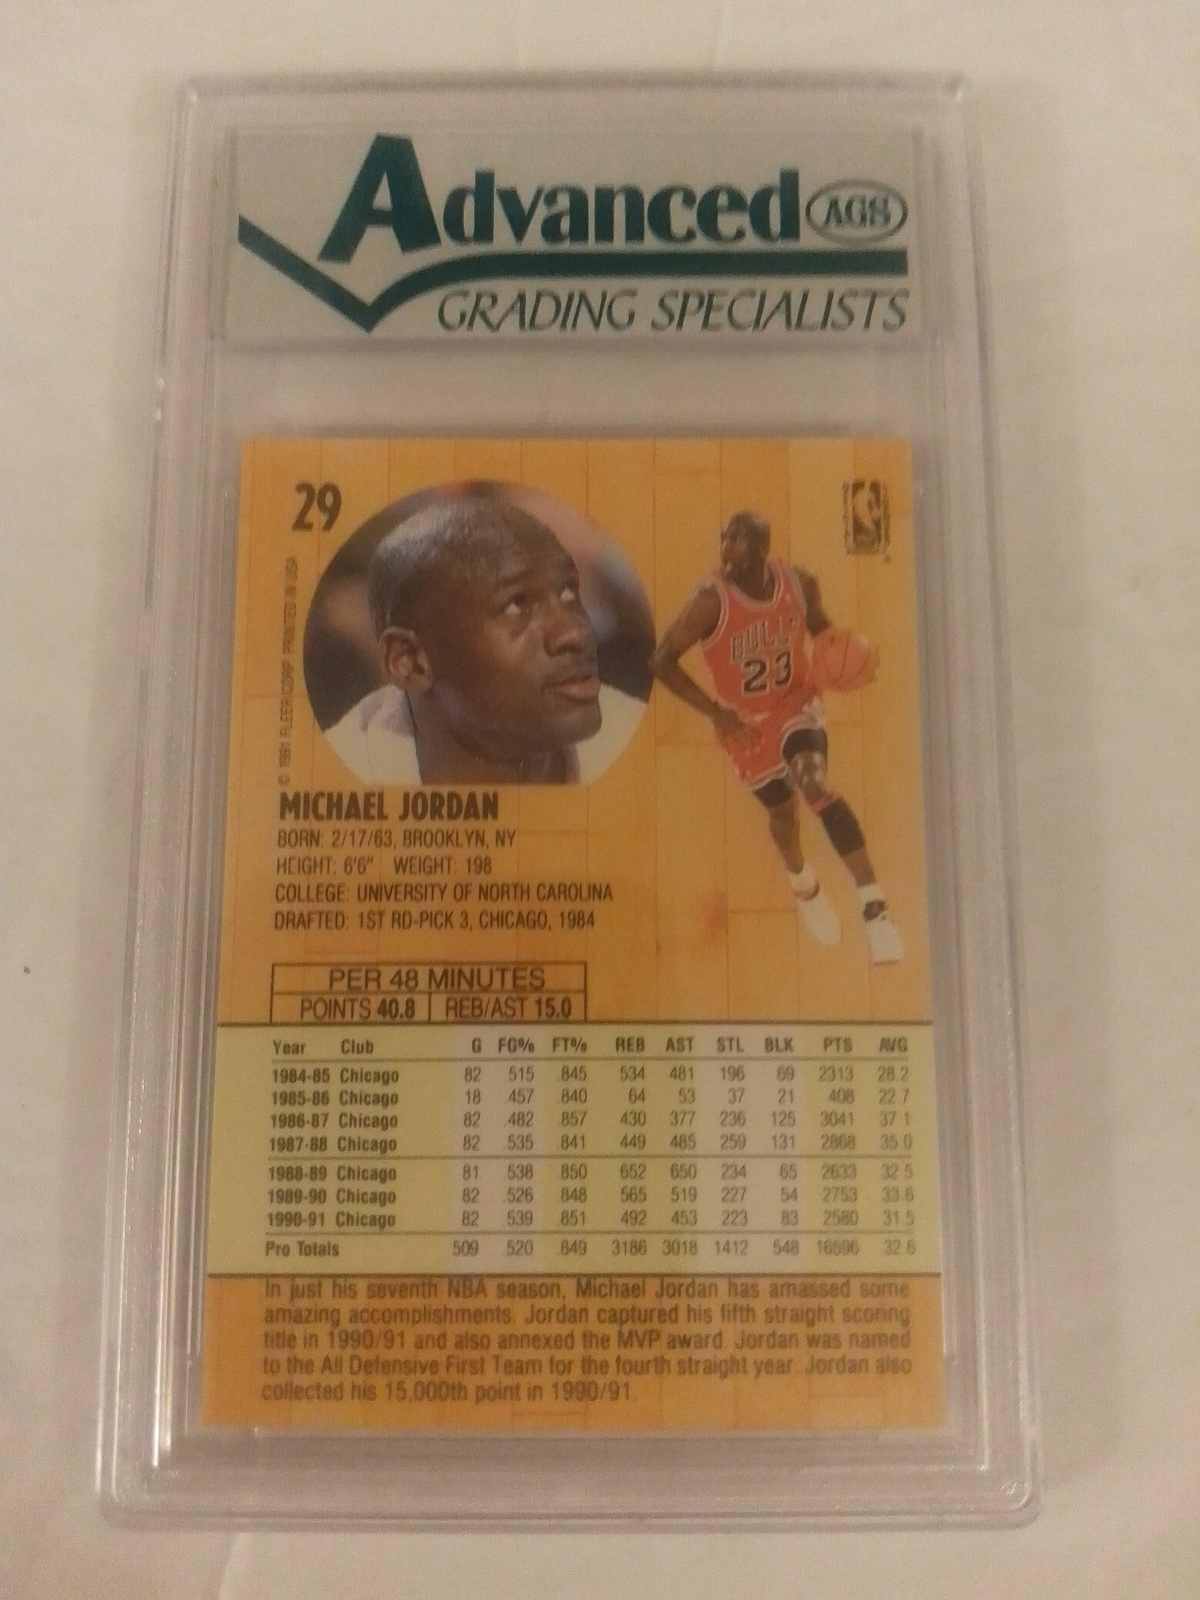 Advanced AGS
GRADING SPECIALISTS
29
© 1991 FLEER CORP. PRINTED IN USA
BULLS
23
MICHAEL JORDAN
BORN: 2/17/63, BROOKLYN, NY
HEIGHT: 6'6" WEIGHT: 198
COLLEGE: UNIVERSITY OF NORTH CAROLINA
DRAFTED: 1ST RD-PICK 3, CHICAGO, 1984
PER 48 MINUTES
POINTS 40.8 REB/AST 15.0
Year Club G FG% FT% REB AST STL BLK PTS AVG
1984-85 Chicago 82 .515 .845 534 481 196 69 2313 28.2
1985-86 Chicago 18 .457 .840 64 53 37 21 408 22.7
1986-87 Chicago 82 .482 .857 430 377 236 125 3041 37.1
1987-88 Chicago 82 .535 .841 449 485 259 131 2868 35.0
1988-89 Chicago 81 .538 .850 652 650 234 65 2633 32.5
1989-90 Chicago 82 .526 .848 565 519 227 54 2753 33.6
1990-91 Chicago 82 .539 .851 492 453 223 83 2580 31.5
Pro Totals 509 .520 .849 3186 3018 1412 548 16596 32.6
In just his seventh NBA season, Michael Jordan has amassed some
amazing accomplishments. Jordan captured his fifth straight scoring
title in 1990/91 and also annexed the MVP award. Jordan was named
to the All Defensive First Team for the fourth straight year. Jordan also
collected his 15,000th point in 1990/91.